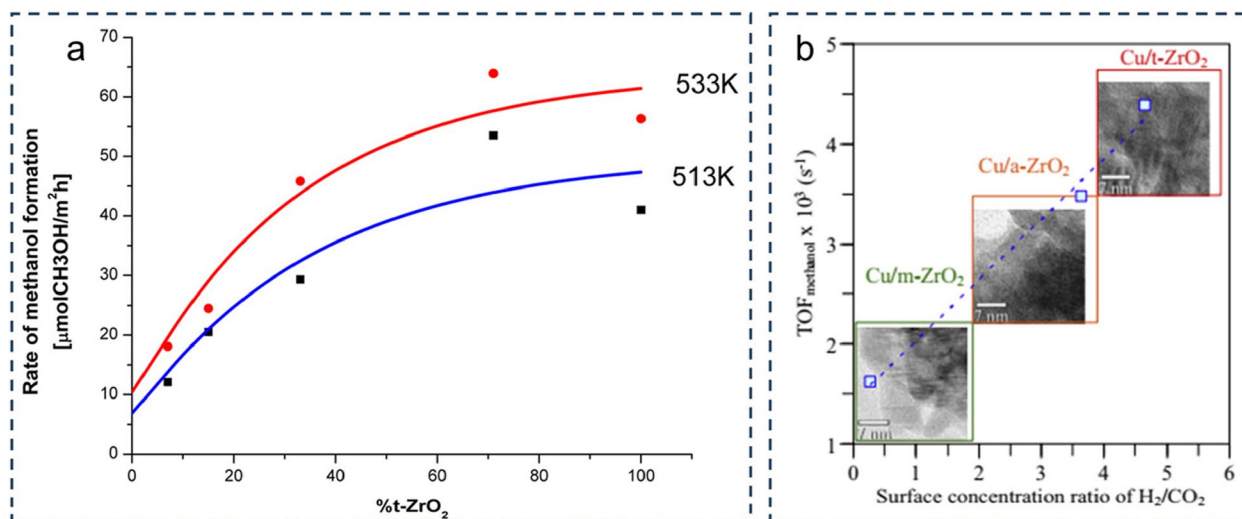 a
Rate of methanol formation
[μmolCH3OH/m²h]
70
60
50
40
30
20
10
0
533K
513K
0 20 40 60 80 100
%t-ZrO₂
b
TOFmethanol x 10³ (s⁻¹)
5
4
3
2
1
Cu/t-ZrO₂
7 nm
Cu/a-ZrO₂
7 nm
Cu/m-ZrO₂
7 nm
0 1 2 3 4 5 6
Surface concentration ratio of H₂/CO₂